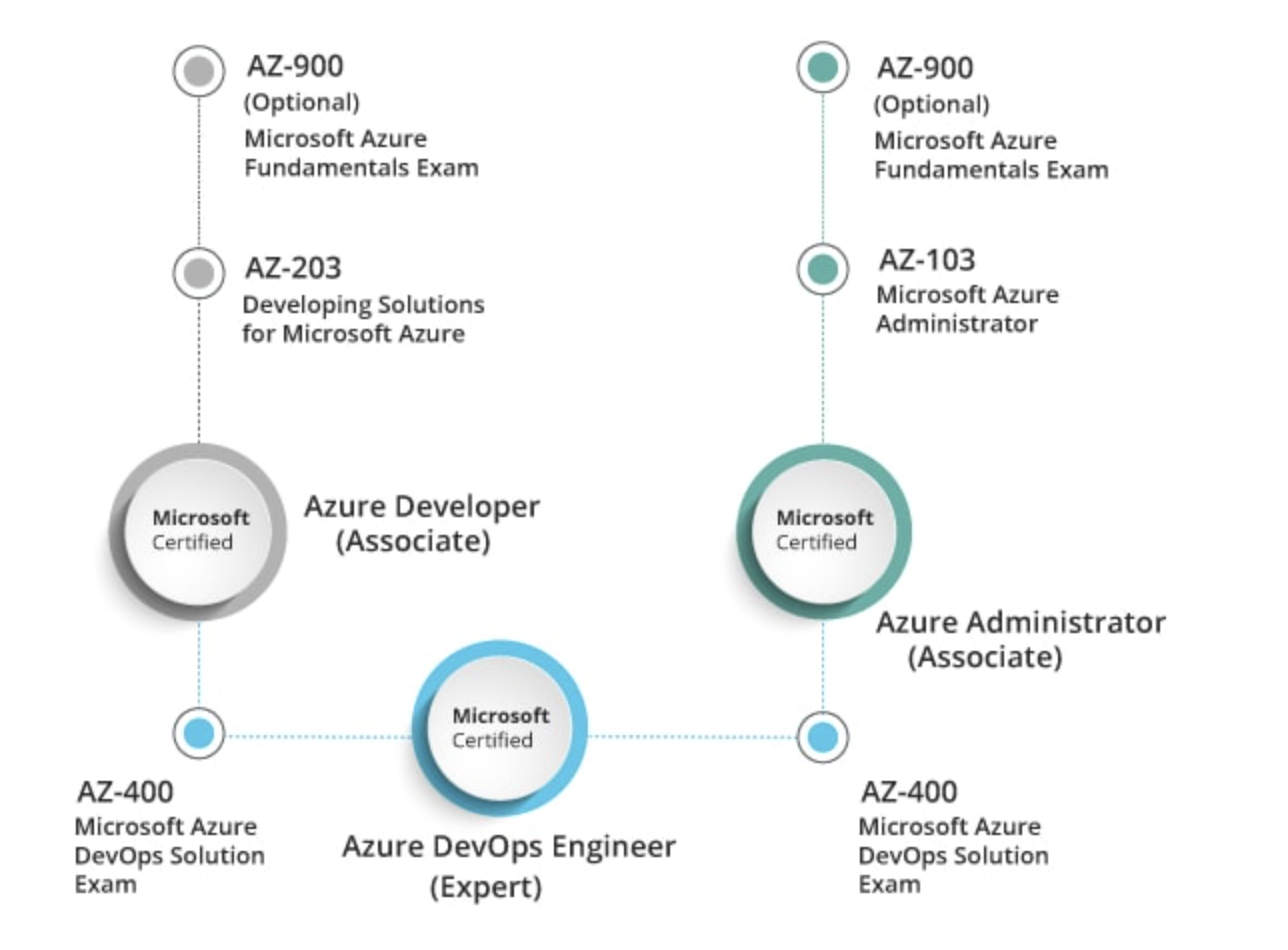 AZ-900
(Optional)
Microsoft Azure
Fundamentals Exam
AZ-203
Developing Solutions
for Microsoft Azure
Microsoft
Certified
Azure Developer
(Associate)
AZ-400
Microsoft Azure
DevOps Solution
Exam
Microsoft
Certified
Azure DevOps Engineer
(Expert)
AZ-900
(Optional)
Microsoft Azure
Fundamentals Exam
AZ-103
Microsoft Azure
Administrator
Microsoft
Certified
Azure Administrator
(Associate)
AZ-400
Microsoft Azure
DevOps Solution
Exam